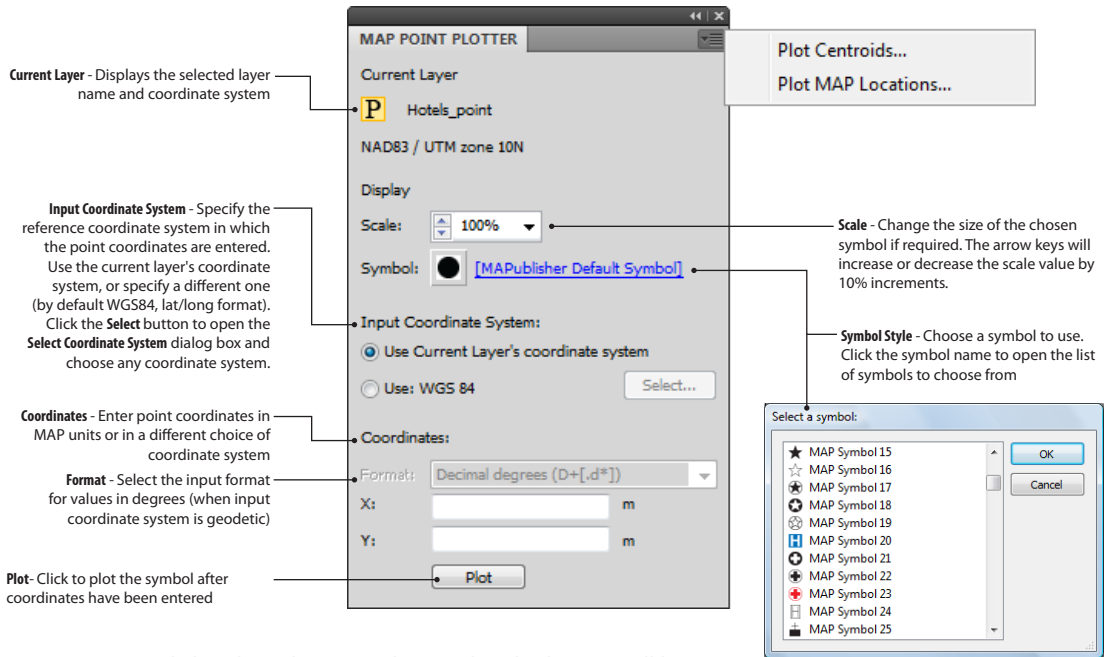 MAP POINT PLOTTER
Plot Centroids...
Plot MAP Locations...
Current Layer - Displays the selected layer
name and coordinate system
Current Layer
P Hotels_point
NAD83 / UTM zone 10N
Display
Scale: 100%
Symbol: [MAPublisher Default Symbol]
Input Coordinate System - Specify the
reference coordinate system in which
the point coordinates are entered.
Use the current layer's coordinate
system, or specify a different one
(by default WGS84, lat/long format).
Click the Select button to open the
Select Coordinate System dialog box and
choose any coordinate system.
Scale - Change the size of the chosen
symbol if required. The arrow keys will
increase or decrease the scale value by
10% increments.
Input Coordinate System:
Use Current Layer's coordinate system
Use: WGS 84
Select...
Symbol Style - Choose a symbol to use.
Click the symbol name to open the list
of symbols to choose from
Coordinates - Enter point coordinates in
MAP units or in a different choice of
coordinate system
Format - Select the input format
for values in degrees (when input
coordinate system is geodetic)
Coordinates:
Format: Decimal degrees (D+[.d*])
X: m
Y: m
Plot
Plot- Click to plot the symbol after
coordinates have been entered
Select a symbol:
MAP Symbol 15
MAP Symbol 16
MAP Symbol 17
MAP Symbol 18
MAP Symbol 19
H MAP Symbol 20
MAP Symbol 21
MAP Symbol 22
MAP Symbol 23
H MAP Symbol 24
MAP Symbol 25
OK
Cancel